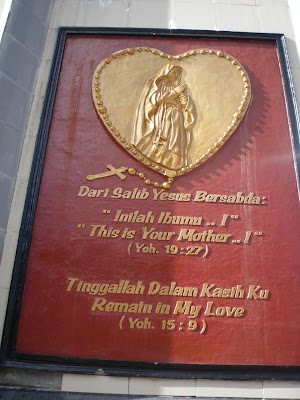 Dari Salib Yesus Bersabda:
" Inilah Ibumu .. ! "
" This is Your Mother.. ! "
( Yoh. 19 : 27 )
Tinggallah Dalam Kasih Ku
Remain in My Love
( Yoh. 15 : 9 )